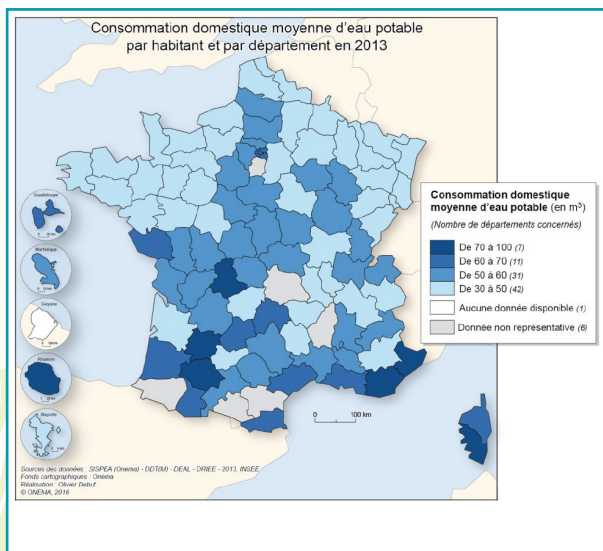 Consommation domestique moyenne d'eau potable
par habitant et par département en 2013
Guadeloupe
Martinique
Guyane
Réunion
Mayotte
Consommation domestique
moyenne d'eau potable (en m³)
(Nombre de départements concernés)
De 70 à 100 (7)
De 60 à 70 (11)
De 50 à 60 (31)
De 30 à 50 (42)
Aucune donnée disponible (1)
Donnée non représentative (6)
0 100 km
Sources des données : SISPEA (Onema) - DDT(M) - DEAL - DRIEE - 2013, INSEE
Fonds cartographiques : Onema
Réalisation : Olivier Debuf
© ONEMA, 2016